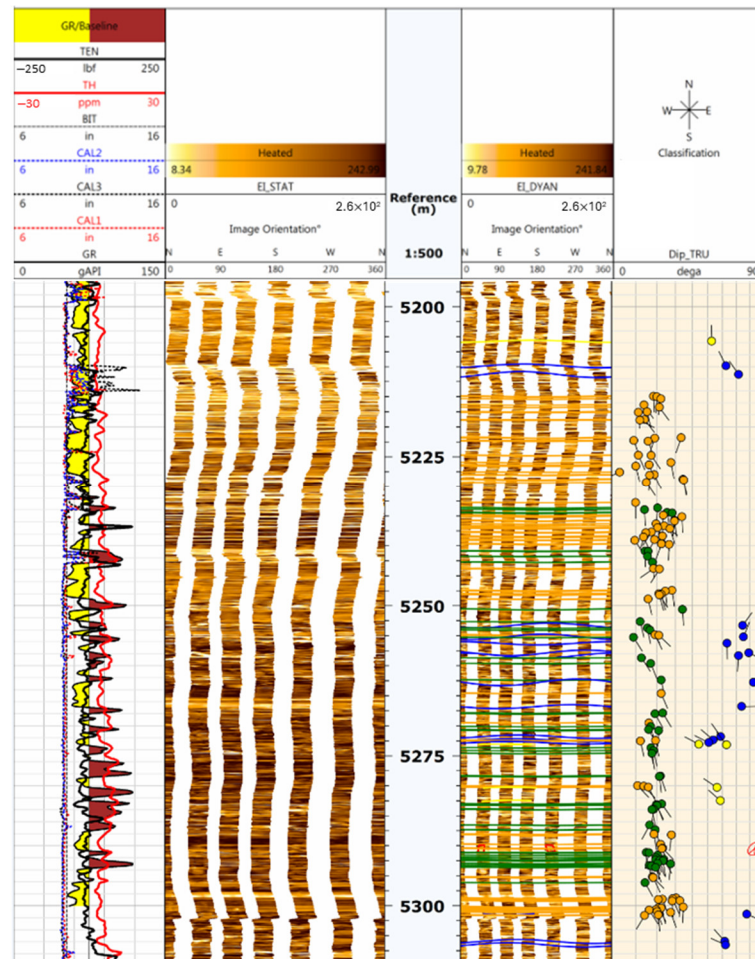 GR/Baseline
TEN
−250 lbf 250
TH
−30 ppm 30
BIT
6 in 16
CAL2
6 in 16
CAL3
6 in 16
CAL1
6 in 16
GR
0 gAPI 150
Heated
8.34 242.99
EI_STAT
0 2.6×10²
Image Orientation°
N E S W N
0 90 180 270 360
Reference
(m)
1:500
Heated
9.78 241.84
EI_DYAN
0 2.6×10²
Image Orientation°
N E S W N
0 90 180 270 360
N
W E
S
Classification
Dip_TRU
0 dega 90
5200
5225
5250
5275
5300